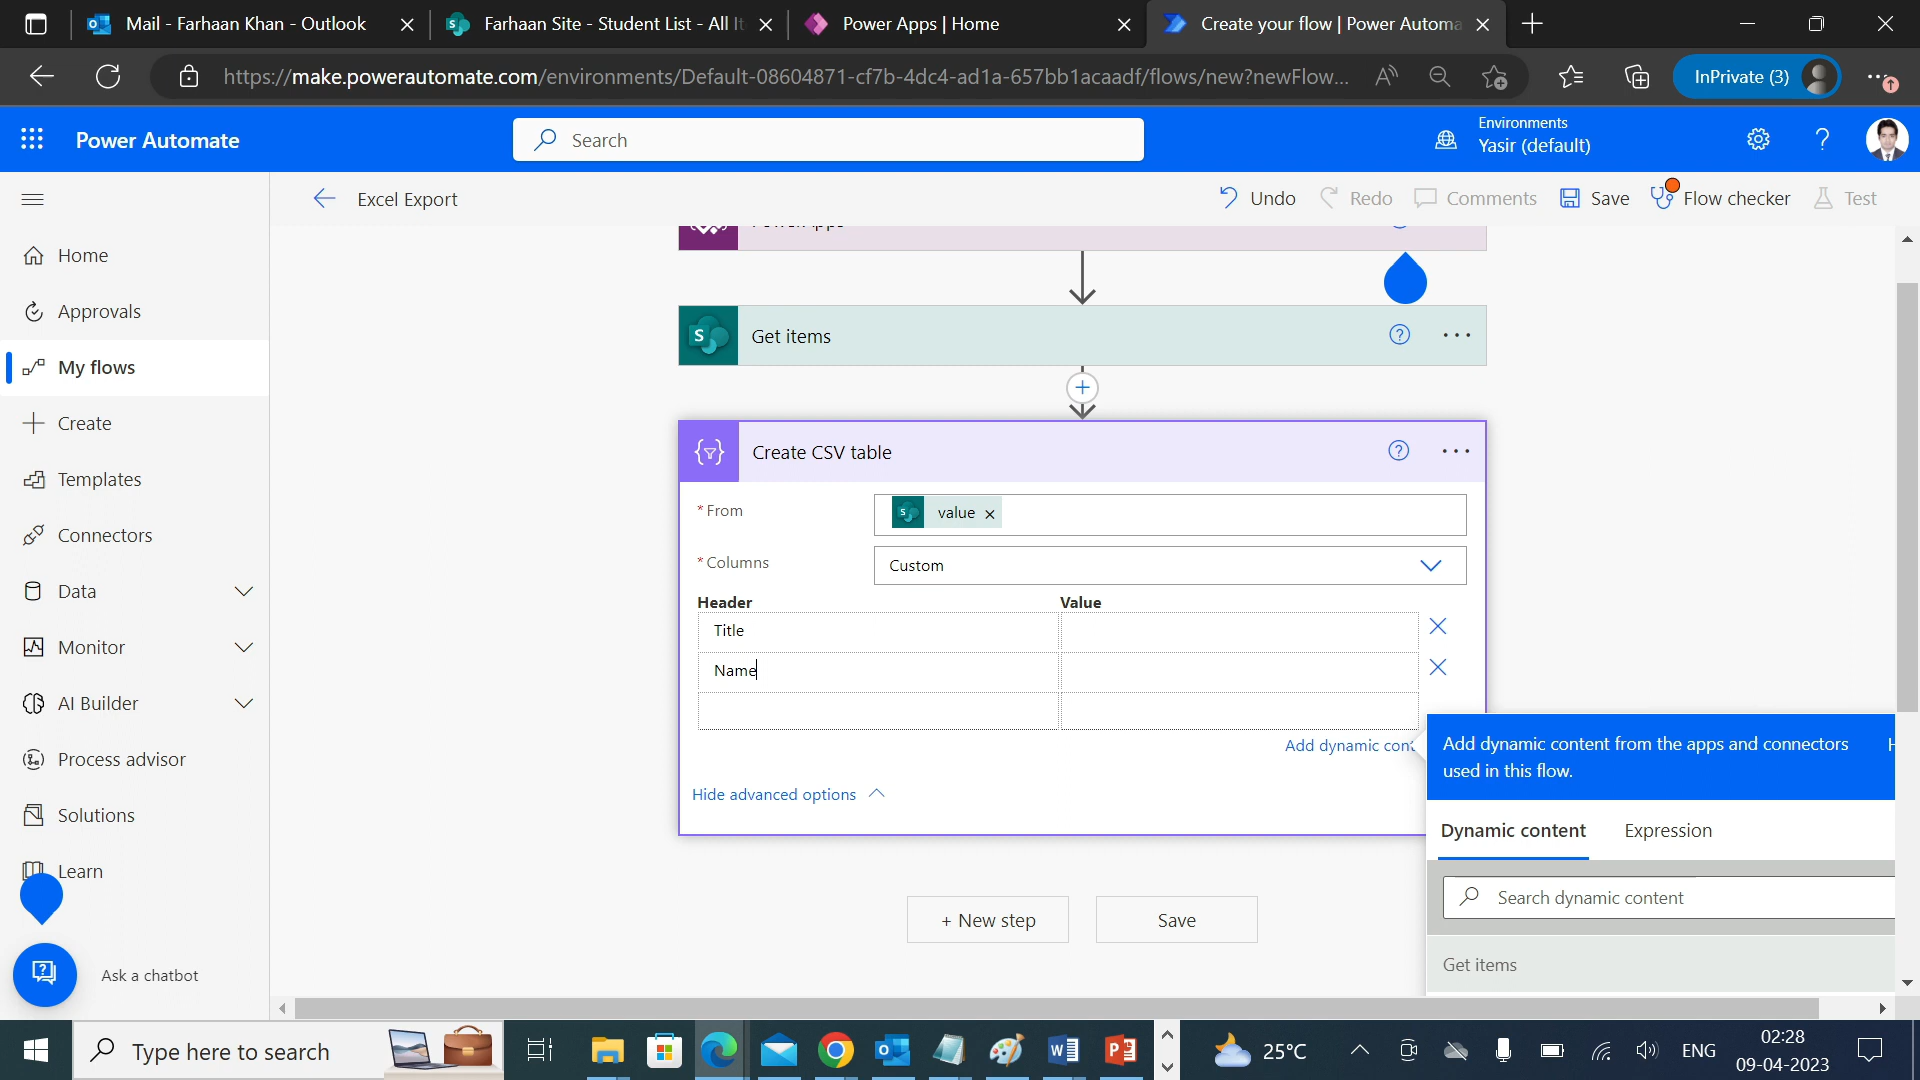 Mail - Farhaan Khan - Outlook
Farhaan Site - Student List - All It
Power Apps | Home
Create your flow | Power Automa
https://make.powerautomate.com/environments/Default-08604871-cf7b-4dc4-ad1a-657bb1acaadf/flows/new?newFlow...
InPrivate (3)
Power Automate
Search
Environments
Yasir (default)
Excel Export
Undo
Redo
Comments
Save
Flow checker
Test
Home
Approvals
My flows
Create
Templates
Connectors
Data
Monitor
AI Builder
Process advisor
Solutions
Learn
Ask a chatbot
Get items
Create CSV table
* From
value
* Columns
Custom
Header
Value
Title
Name
Add dynamic cont
Hide advanced options
+ New step
Save
Add dynamic content from the apps and connectors
used in this flow.
Dynamic content
Expression
Search dynamic content
Get items
Type here to search
25°C
ENG
02:28
09-04-2023